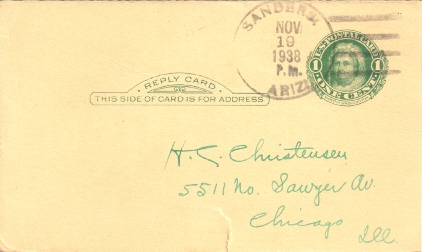 SANDERS,
NOV
19
1938
P.M.
ARIZ.
U.S. POSTAL CARD
1 1
ONE CENT
REPLY CARD
THIS SIDE OF CARD IS FOR ADDRESS
H. C. Christensen
5511 No. Sawyer Av.
Chicago
Ill.